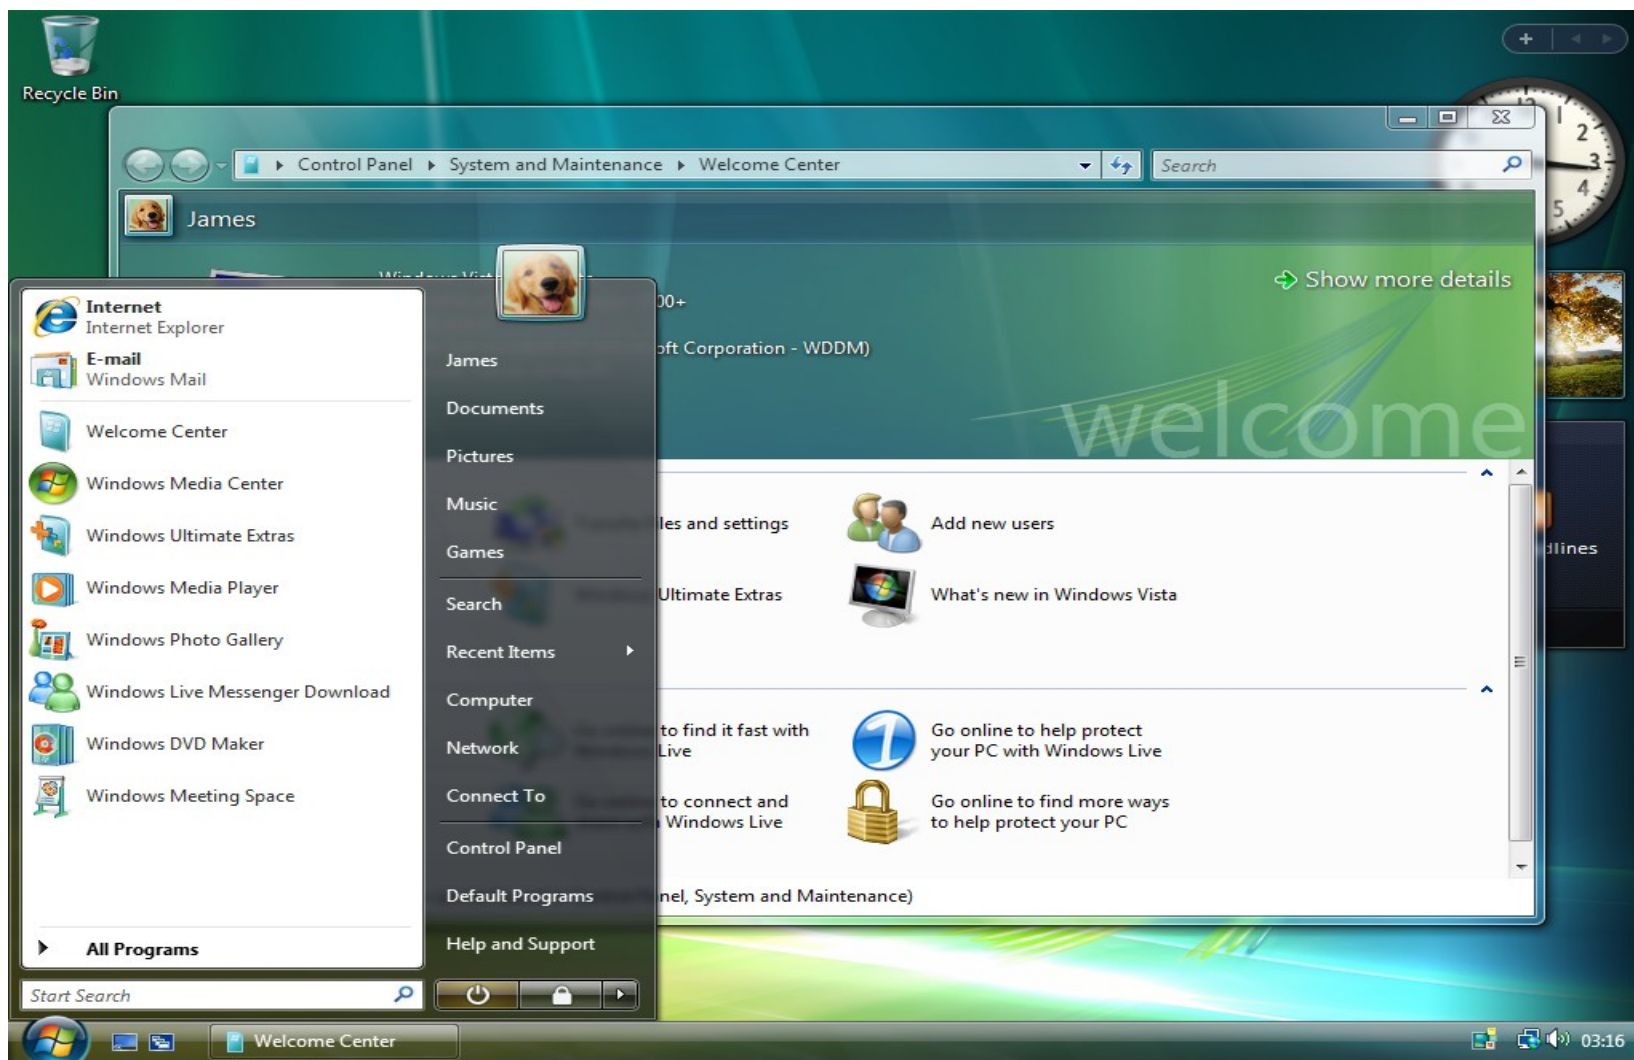 Recycle Bin
Control Panel
System and Maintenance
Welcome Center
Search
James
Show more details
00+
Corporation - WDDM)
welcome
Internet
Internet Explorer
E-mail
Windows Mail
Welcome Center
Windows Media Center
Windows Ultimate Extras
Windows Media Player
Windows Photo Gallery
Windows Live Messenger Download
Windows DVD Maker
Windows Meeting Space
All Programs
Start Search
James
Documents
Pictures
Music
Games
Search
Recent Items
Computer
Network
Connect To
Control Panel
Default Programs
Help and Support
and settings
Add new users
Ultimate Extras
What's new in Windows Vista
to find it fast with
Live
Go online to help protect
your PC with Windows Live
to connect and
Windows Live
Go online to find more ways
to help protect your PC
System and Maintenance)
12
1
2
3
4
5
Welcome Center
03:16